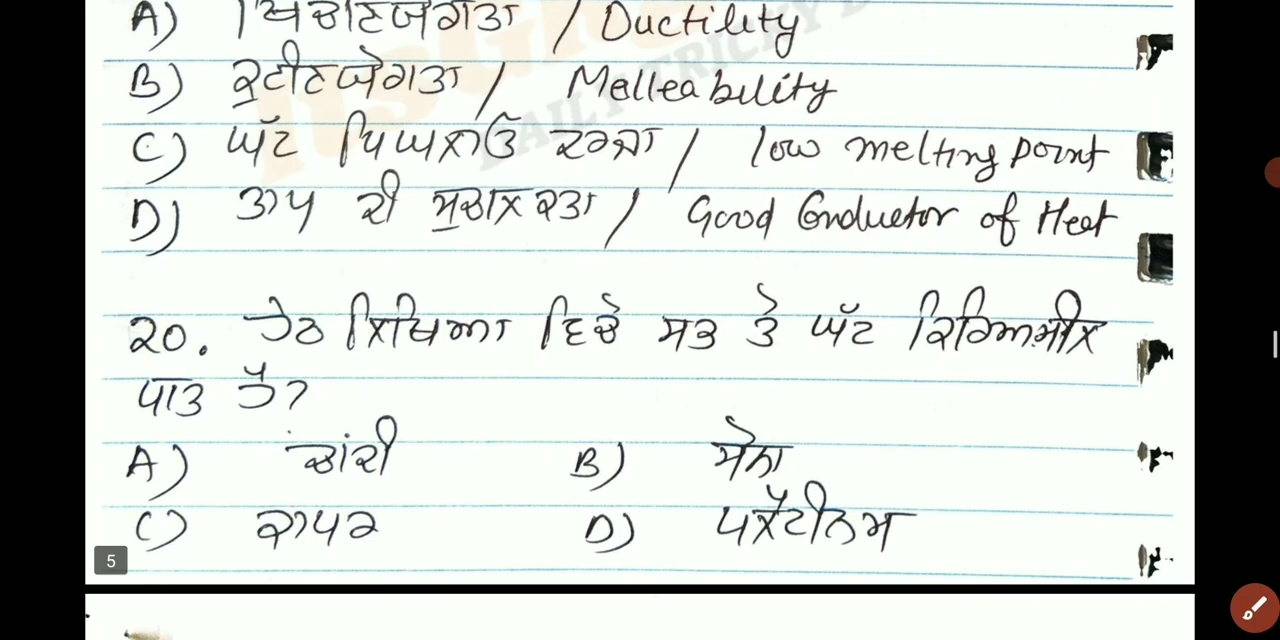 A) ਖਿਚਾਣਯੋਗਤਾ / Ductility
B) ਕੁਟੀਣਯੋਗਤਾ / Melleability
C) ਘੱਟ ਪਿਘਲਾਉ ਦਰਜਾ / low melting point
D) ਤਾਪ ਦੀ ਸੁਚਾਲਕਤਾ / Good Conductor of Heat
20. ਹੇਠ ਲਿਖਿਆ ਵਿਚੋ ਸਭ ਤੋ ਘੱਟ ਕਿਰਿਆਸ਼ੀਲ
ਧਾਤ ਹੈ?
A) ਚਾਂਦੀ B) ਸੋਨਾ
C) ਕਾਪਰ D) ਪਲੈਟੀਨਮ
5